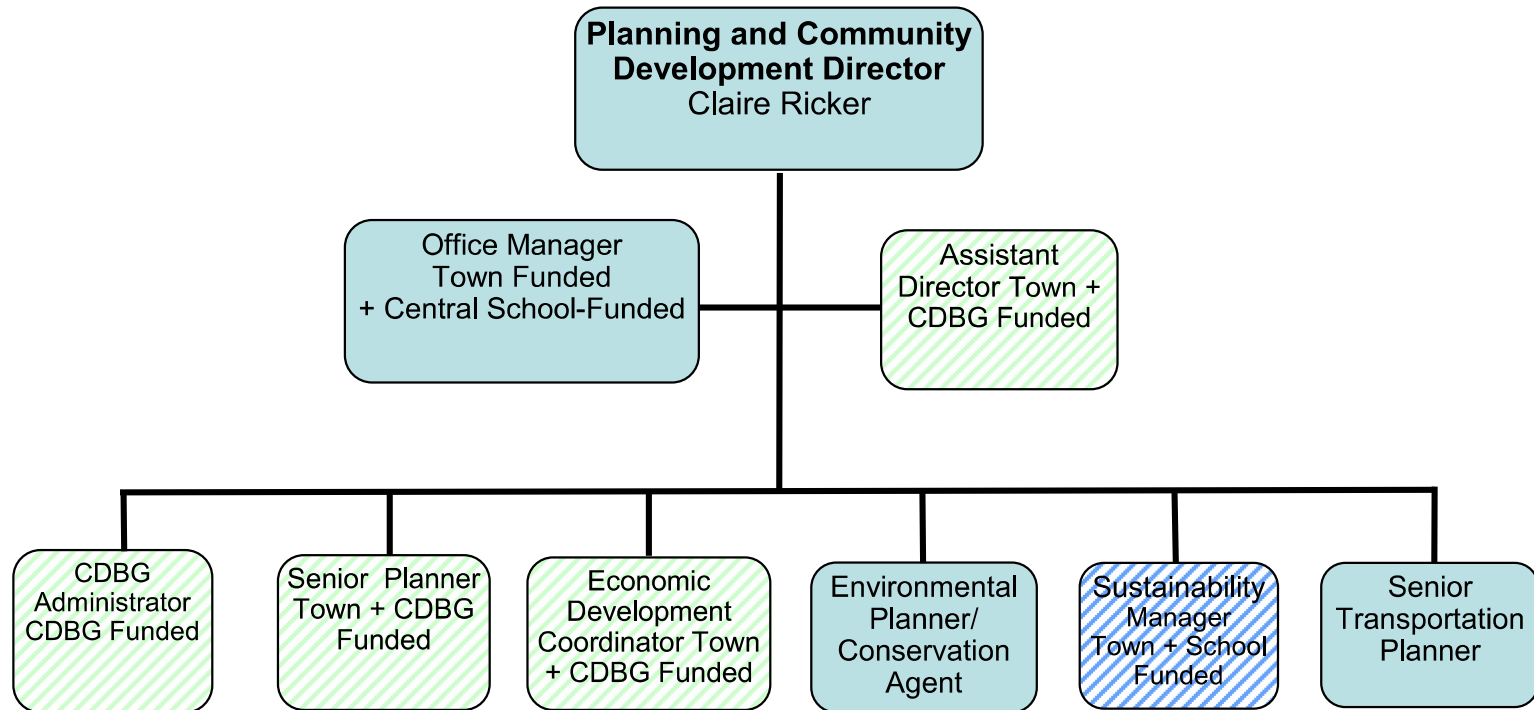 Planning and Community
Development Director
Claire Ricker
Office Manager
Town Funded
+ Central School-Funded
Assistant
Director Town +
CDBG Funded
CDBG
Administrator
CDBG Funded
Senior Planner
Town + CDBG
Funded
Economic
Development
Coordinator Town
+ CDBG Funded
Environmental
Planner/
Conservation
Agent
Sustainability
Manager
Town + School
Funded
Senior
Transportation
Planner